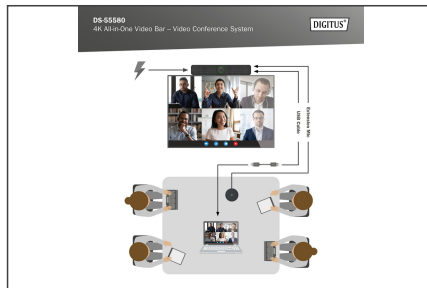 DS-55580
4K All-in-One Video Bar – Video Conference System
DIGITUS®
Extension Mic
USB Cable